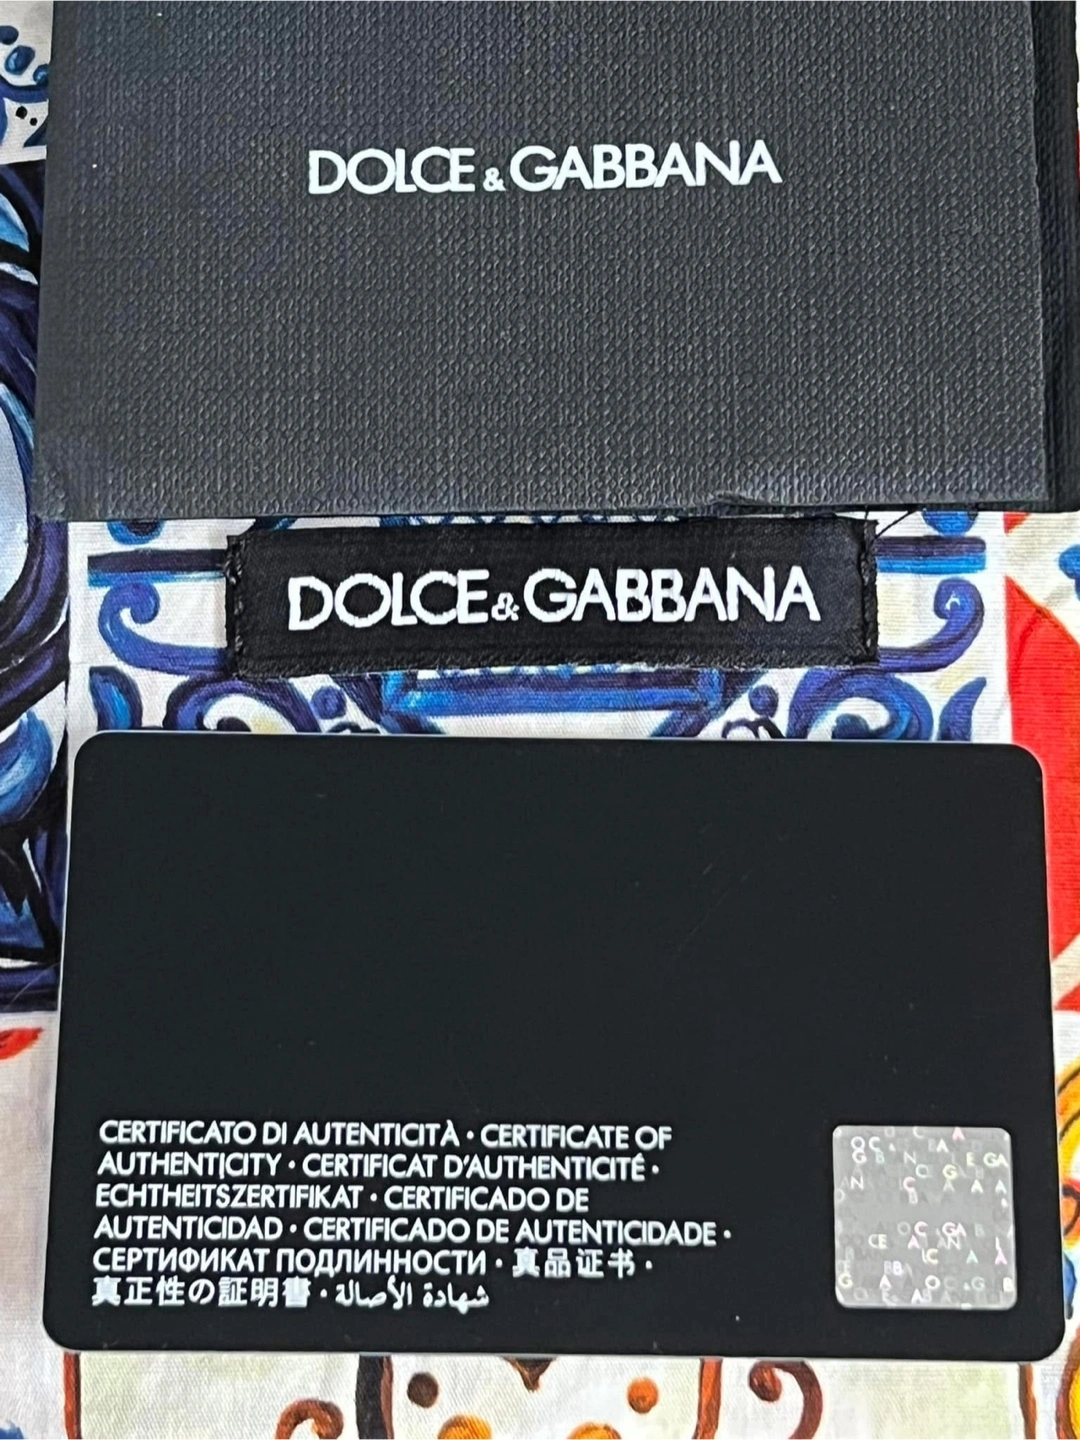 DOLCE & GABBANA
DOLCE & GABBANA
CERTIFICATO DI AUTENTICITÀ • CERTIFICATE OF
AUTHENTICITY • CERTIFICAT D'AUTHENTICITÉ •
ECHTHEITSZERTIFIKAT • CERTIFICADO DE
AUTENTICIDAD • CERTIFICADO DE AUTENTICIDADE •
СЕРТИФИКАТ ПОДЛИННОСТИ • 真品证书 •
真正性の証明書 • شهادة الأصالة